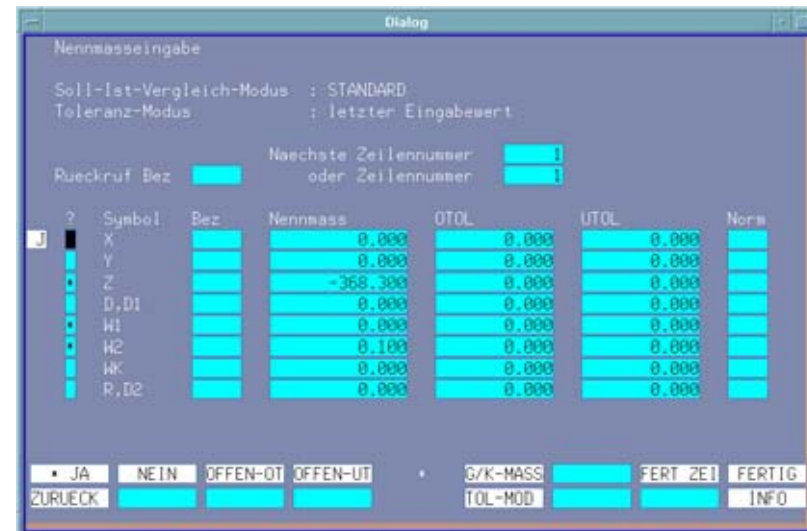 Dialog
Nennmasseingabe
Soll-Ist-Vergleich-Modus : STANDARD
Toleranz-Modus : letzter Eingabewert
Naechste Zeilennummer 1
Rueckruf Bez oder Zeilennummer 1
? Symbol Bez Nennmass OTOL UTOL Norm
J X 0.000 0.000 0.000
Y 0.000 0.000 0.000
• Z -368.300 0.000 0.000
D,D1 0.000 0.000 0.000
• W1 0.000 0.000 0.000
• W2 0.100 0.000 0.000
WK 0.000 0.000 0.000
R,D2 0.000 0.000 0.000
• JA NEIN OFFEN-OT OFFEN-UT • G/K-MASS FERT ZEI FERTIG
ZURUECK TOL-MOD INFO